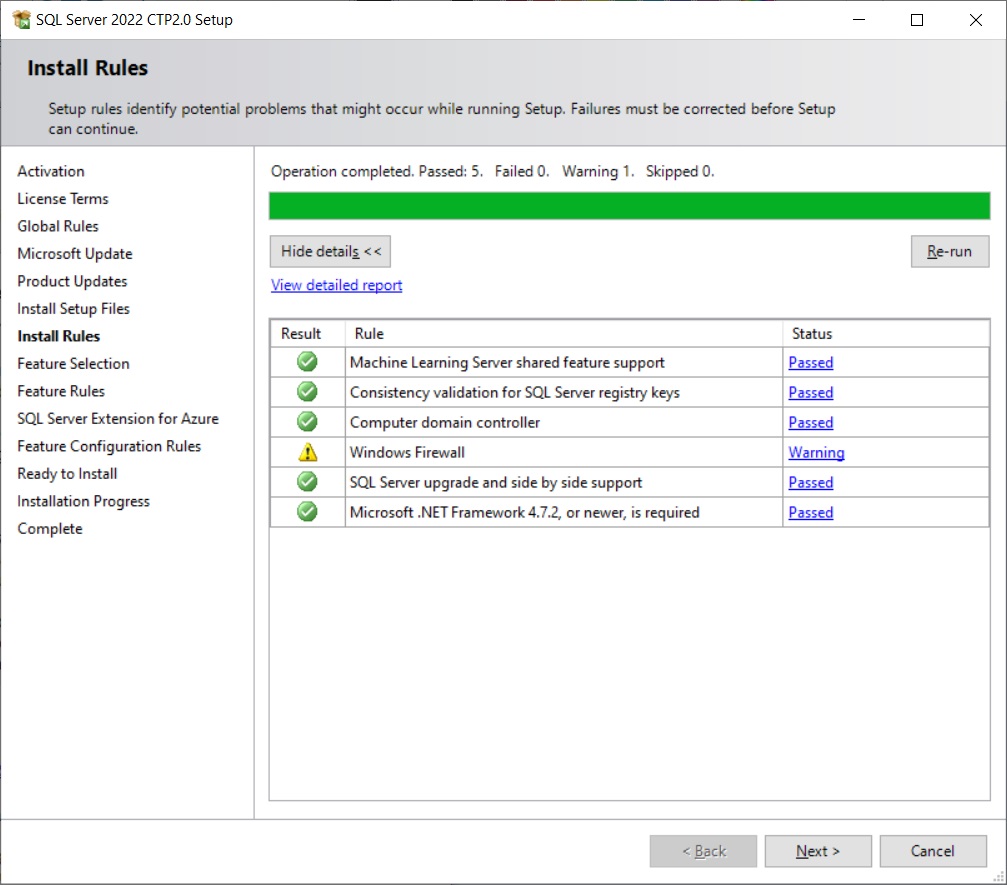 SQL Server 2022 CTP2.0 Setup
Install Rules
Setup rules identify potential problems that might occur while running Setup. Failures must be corrected before Setup
can continue.
Activation
License Terms
Global Rules
Microsoft Update
Product Updates
Install Setup Files
Install Rules
Feature Selection
Feature Rules
SQL Server Extension for Azure
Feature Configuration Rules
Ready to Install
Installation Progress
Complete
Operation completed. Passed: 5.   Failed 0.   Warning 1.   Skipped 0.
Hide details <<
Re-run
View detailed report
Result Rule Status
Machine Learning Server shared feature support Passed
Consistency validation for SQL Server registry keys Passed
Computer domain controller Passed
Windows Firewall Warning
SQL Server upgrade and side by side support Passed
Microsoft .NET Framework 4.7.2, or newer, is required Passed
< Back Next > Cancel